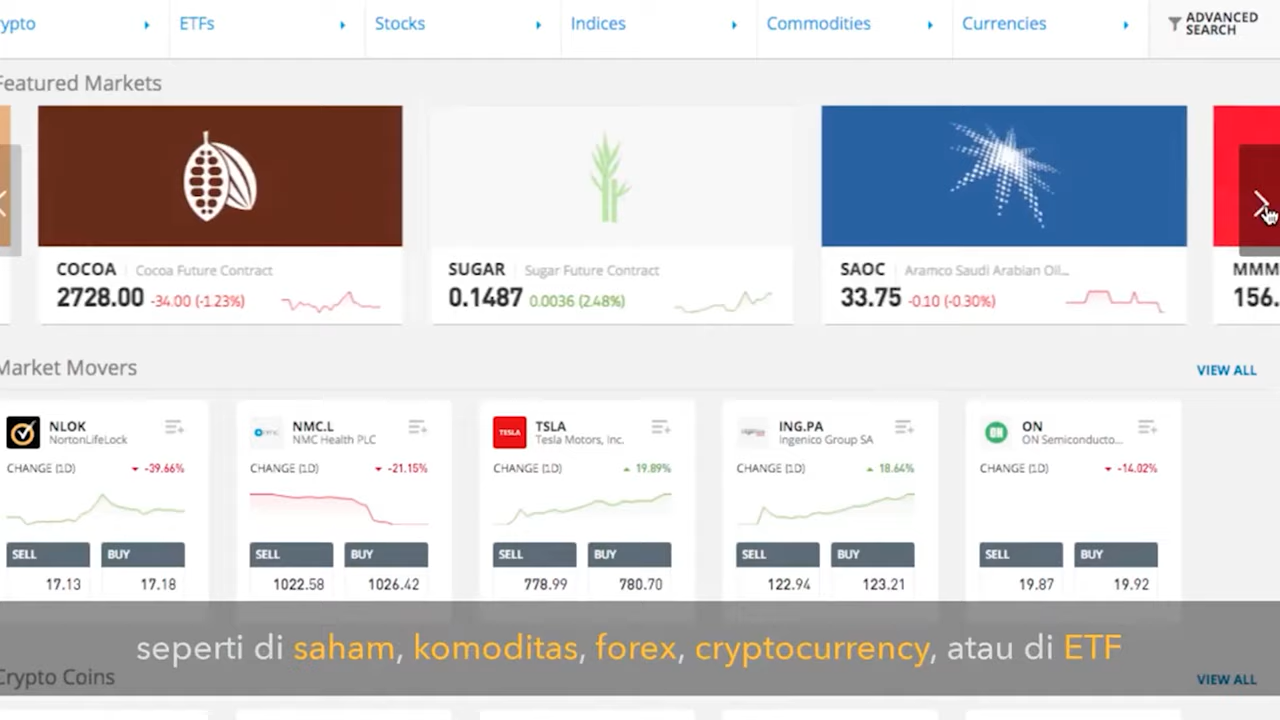 rypto
ETFs
Stocks
Indices
Commodities
Currencies
ADVANCED
SEARCH
Featured Markets
COCOA | Cocoa Future Contract
2728.00 -34.00 (-1.23%)
SUGAR | Sugar Future Contract
0.1487 0.0036 (2.48%)
SAOC | Aramco Saudi Arabian Oil...
33.75 -0.10 (-0.30%)
MMM
156.
Market Movers
VIEW ALL
NLOK
NortonLifeLock
CHANGE (1D) -39.66%
SELL BUY
17.13 17.18
NMC.L
NMC Health PLC
CHANGE (1D) -21.15%
SELL BUY
1022.58 1026.42
TESLA
TSLA
Tesla Motors, Inc.
CHANGE (1D) 19.89%
SELL BUY
778.99 780.70
ING.PA
Ingenico Group SA
CHANGE (1D) 18.64%
SELL BUY
122.94 123.21
ON
ON
ON Semiconducto...
CHANGE (1D) -14.02%
SELL BUY
19.87 19.92
seperti di saham, komoditas, forex, cryptocurrency, atau di ETF
Crypto Coins
VIEW ALL